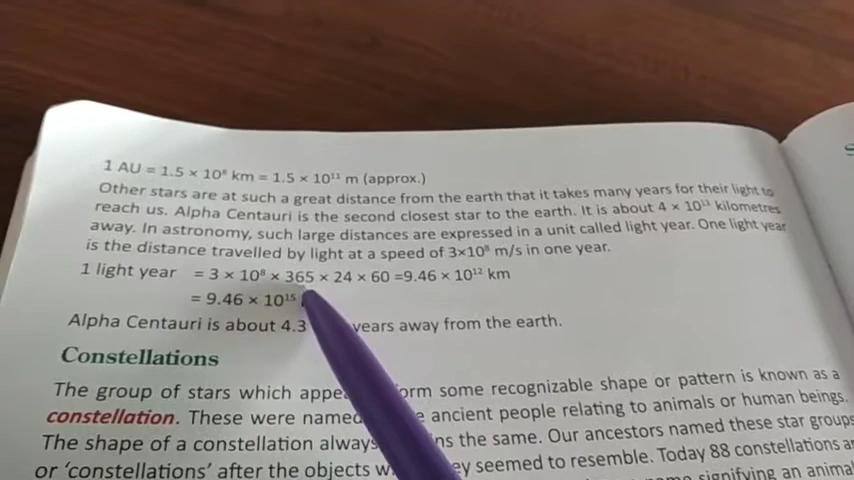 1 AU = 1.5 × 10⁸ km = 1.5 × 10¹¹ m (approx.)
Other stars are at such a great distance from the earth that it takes many years for their light to
reach us. Alpha Centauri is the second closest star to the earth. It is about 4 × 10¹³ kilometres
away. In astronomy, such large distances are expressed in a unit called light year. One light year
is the distance travelled by light at a speed of 3×10⁸ m/s in one year.
1 light year = 3 × 10⁸ × 365 × 24 × 60 =9.46 × 10¹² km
= 9.46 × 10¹⁵
Alpha Centauri is about 4.3 years away from the earth.
Constellations
The group of stars which form some recognizable shape or pattern is known as a
constellation. These were named ancient people relating to animals or human beings.
The shape of a constellation always the same. Our ancestors named these star groups
or ‘constellations’ after the objects they seemed to resemble. Today 88 constellations
signifying an animal